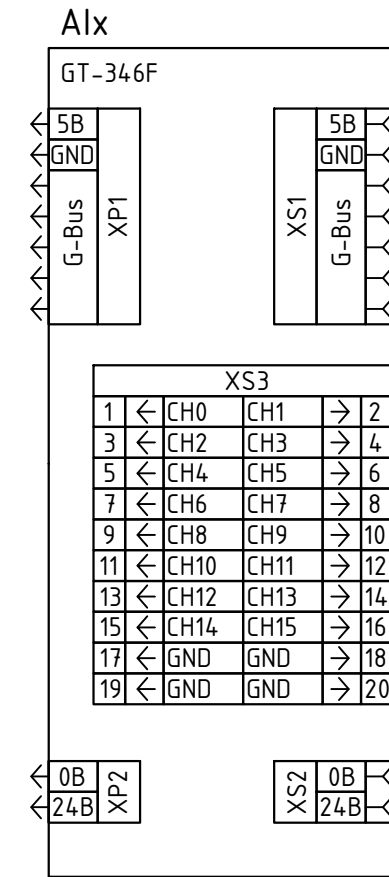 AIx
GT-346F
5В 5В
GND GND
G-Bus XP1 XS1 G-Bus
XS3
1 CH0 CH1 2
3 CH2 CH3 4
5 CH4 CH5 6
7 CH6 CH7 8
9 CH8 CH9 10
11 CH10 CH11 12
13 CH12 CH13 14
15 CH14 CH15 16
17 GND GND 18
19 GND GND 20
0В XP2 XS2 0В
24В 24В